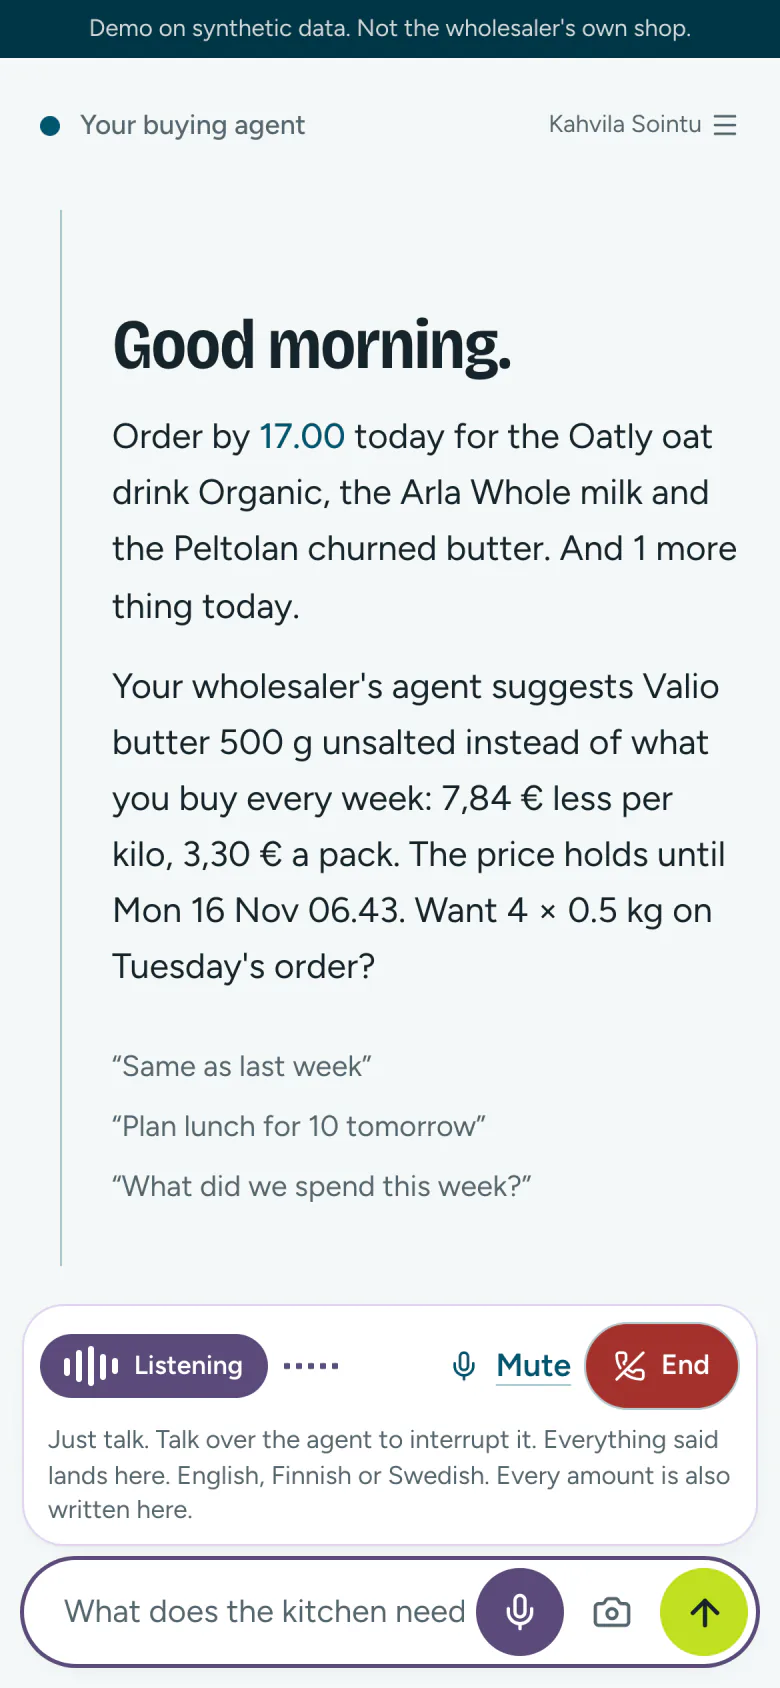 Demo on synthetic data. Not the wholesaler's own shop.
Your buying agent
Kahvila Sointu
Good morning.
Order by 17.00 today for the Oatly oat
drink Organic, the Arla Whole milk and
the Peltolan churned butter. And 1 more
thing today.
Your wholesaler's agent suggests Valio
butter 500 g unsalted instead of what
you buy every week: 7,84 € less per
kilo, 3,30 € a pack. The price holds until
Mon 16 Nov 06.43. Want 4 × 0.5 kg on
Tuesday's order?
“Same as last week”
“Plan lunch for 10 tomorrow”
“What did we spend this week?”
Listening
Mute
End
Just talk. Talk over the agent to interrupt it. Everything said
lands here. English, Finnish or Swedish. Every amount is also
written here.
What does the kitchen need